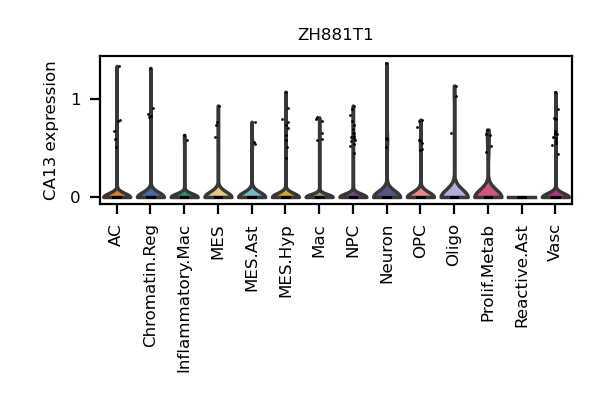 ZH881T1
CA13 expression
1
0
AC
Chromatin.Reg
Inflammatory.Mac
MES
MES.Ast
MES.Hyp
Mac
NPC
Neuron
OPC
Oligo
Prolif.Metab
Reactive.Ast
Vasc